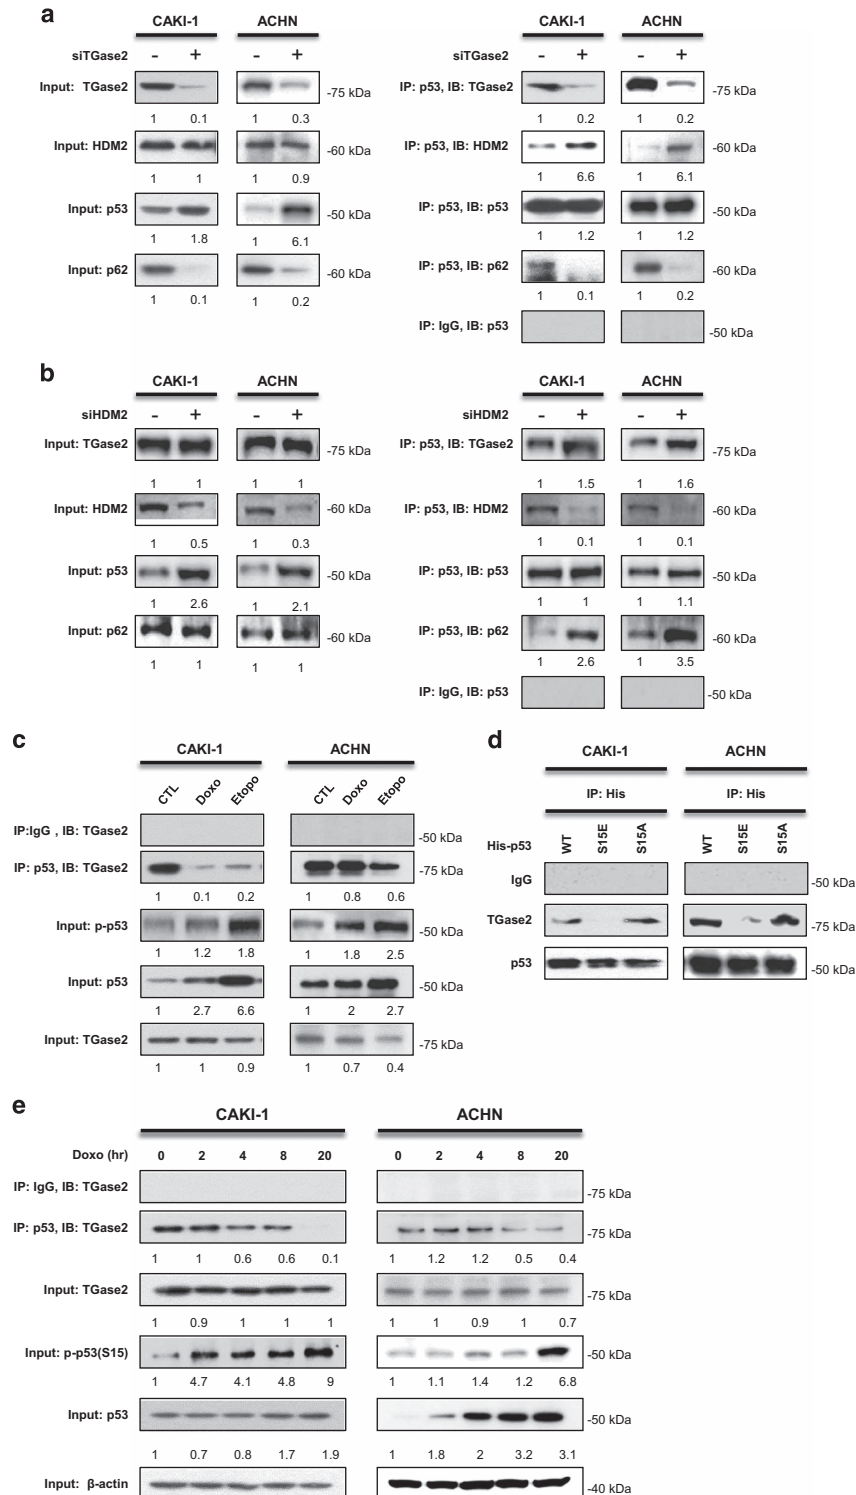 a
CAKI-1 ACHN CAKI-1 ACHN
siTGase2 - + - + siTGase2 - + - +
Input: TGase2 -75 kDa IP: p53, IB: TGase2 -75 kDa
1 0.1 1 0.3 1 0.2 1 0.2
Input: HDM2 -60 kDa IP: p53, IB: HDM2 -60 kDa
1 1 1 0.9 1 6.6 1 6.1
Input: p53 -50 kDa IP: p53, IB: p53 -50 kDa
1 1.8 1 6.1 1 1.2 1 1.2
Input: p62 -60 kDa IP: p53, IB: p62 -60 kDa
1 0.1 1 0.2 1 0.1 1 0.2
IP: IgG, IB: p53 -50 kDa
b
CAKI-1 ACHN CAKI-1 ACHN
siHDM2 - + - + siHDM2 - + - +
Input: TGase2 -75 kDa IP: p53, IB: TGase2 -75 kDa
1 1 1 1 1 1.5 1 1.6
Input: HDM2 -60 kDa IP: p53, IB: HDM2 -60 kDa
1 0.5 1 0.3 1 0.1 1 0.1
Input: p53 -50 kDa IP: p53, IB: p53 -50 kDa
1 2.6 1 2.1 1 1 1 1.1
Input: p62 -60 kDa IP: p53, IB: p62 -60 kDa
1 1 1 1 1 2.6 1 3.5
IP: IgG, IB: p53 -50 kDa
c
CAKI-1 ACHN
CTL Doxo Etopo CTL Doxo Etopo
IP:IgG , IB: TGase2 -50 kDa
IP: p53, IB: TGase2 -75 kDa
1 0.1 0.2 1 0.8 0.6
Input: p-p53 -50 kDa
1 1.2 1.8 1 1.8 2.5
Input: p53 -50 kDa
1 2.7 6.6 1 2 2.7
Input: TGase2 -75 kDa
1 1 0.9 1 0.7 0.4
d
CAKI-1 ACHN
IP: His IP: His
His-p53 WT S15E S15A WT S15E S15A
IgG -50 kDa
TGase2 -75 kDa
p53 -50 kDa
e
CAKI-1 ACHN
Doxo (hr) 0 2 4 8 20 0 2 4 8 20
IP: IgG, IB: TGase2 -75 kDa
IP: p53, IB: TGase2 -75 kDa
1 1 0.6 0.6 0.1 1 1.2 1.2 0.5 0.4
Input: TGase2 -75 kDa
1 0.9 1 1 1 1 1 0.9 1 0.7
Input: p-p53(S15) -50 kDa
1 4.7 4.1 4.8 9 1 1.1 1.4 1.2 6.8
Input: p53 -50 kDa
1 0.7 0.8 1.7 1.9 1 1.8 2 3.2 3.1
Input: β-actin -40 kDa